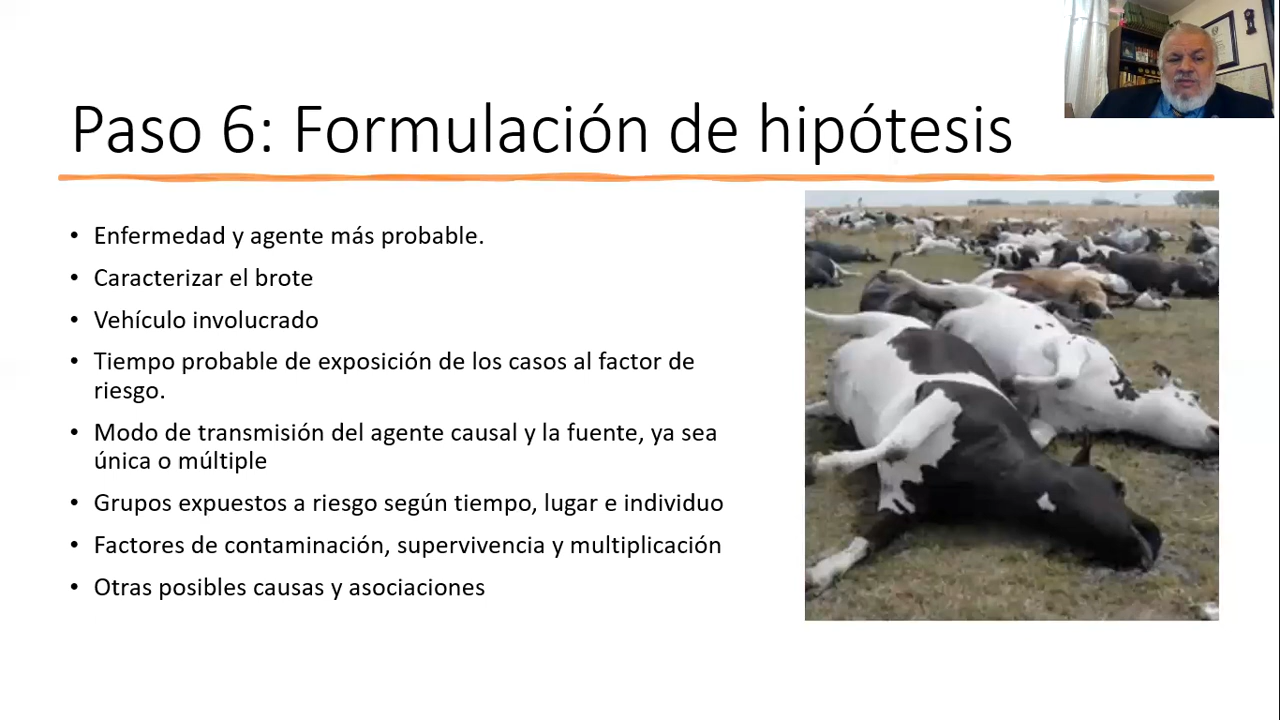 Paso 6: Formulación de hipótesis
• Enfermedad y agente más probable.
• Caracterizar el brote
• Vehículo involucrado
• Tiempo probable de exposición de los casos al factor de
riesgo.
• Modo de transmisión del agente causal y la fuente, ya sea
única o múltiple
• Grupos expuestos a riesgo según tiempo, lugar e individuo
• Factores de contaminación, supervivencia y multiplicación
• Otras posibles causas y asociaciones